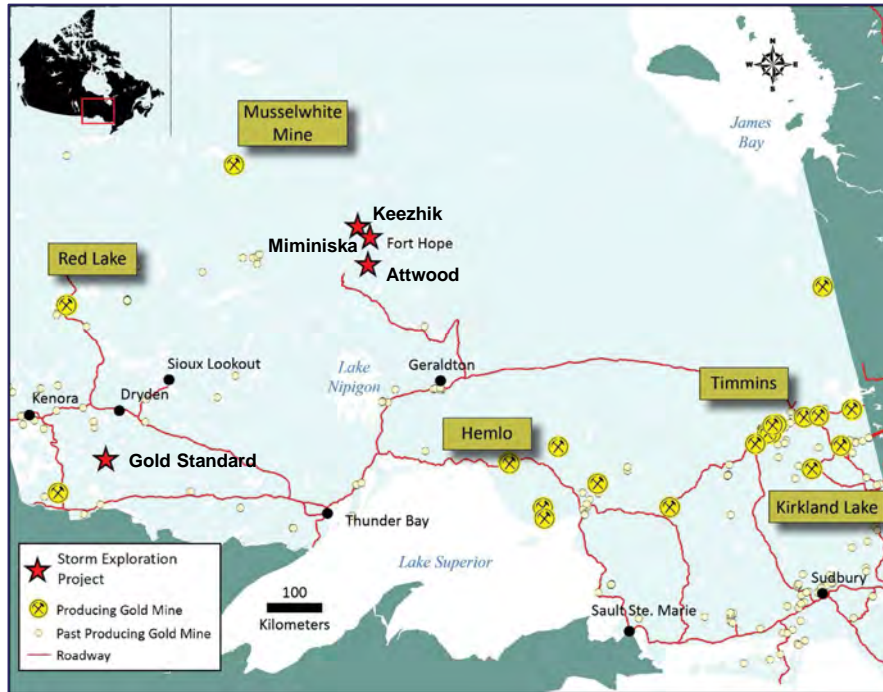 Musselwhite
Mine
N
W
E
S
James
Bay
Keezhik
Miminiska
Fort Hope
Attwood
Red Lake
Sioux Lookout
Lake
Nipigon
Geraldton
Timmins
Kenora
Dryden
Hemlo
Gold Standard
Kirkland Lake
Thunder Bay
Lake Superior
Storm Exploration
Project
Producing Gold Mine
Past Producing Gold Mine
Roadway
100
Kilometers
Sault Ste. Marie
Sudbury